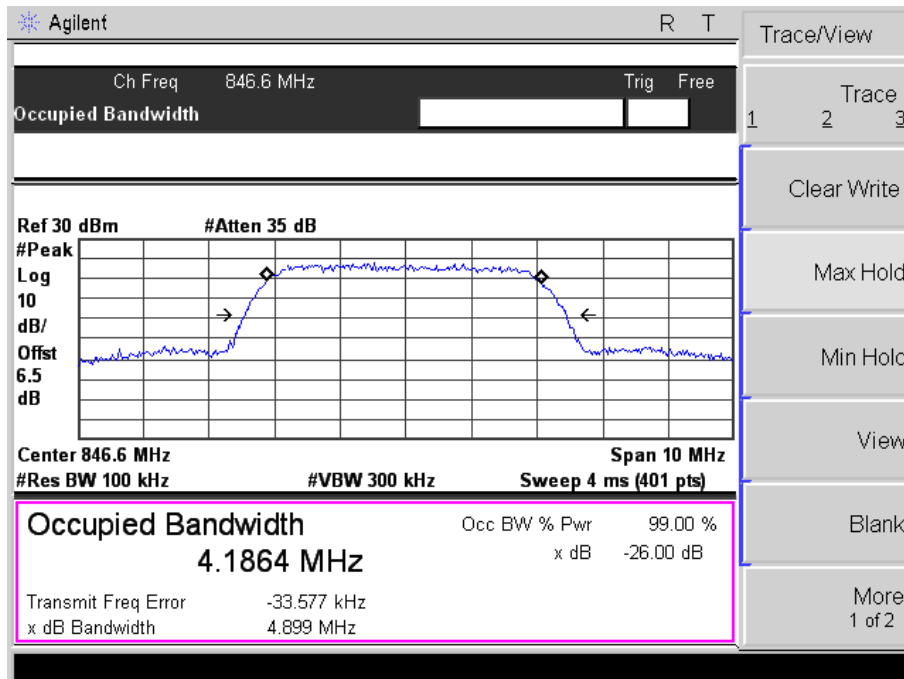 Agilent R T
Trace/View
Ch Freq 846.6 MHz Trig Free
Occupied Bandwidth
Trace
1 2 3
Clear Write
Max Hold
Min Hold
View
Blank
More
1 of 2
Ref 30 dBm #Atten 35 dB
#Peak
Log
10
dB/
Offst
6.5
dB
Center 846.6 MHz Span 10 MHz
#Res BW 100 kHz #VBW 300 kHz Sweep 4 ms (401 pts)
Occupied Bandwidth Occ BW % Pwr 99.00 %
4.1864 MHz x dB -26.00 dB
Transmit Freq Error -33.577 kHz
x dB Bandwidth 4.899 MHz